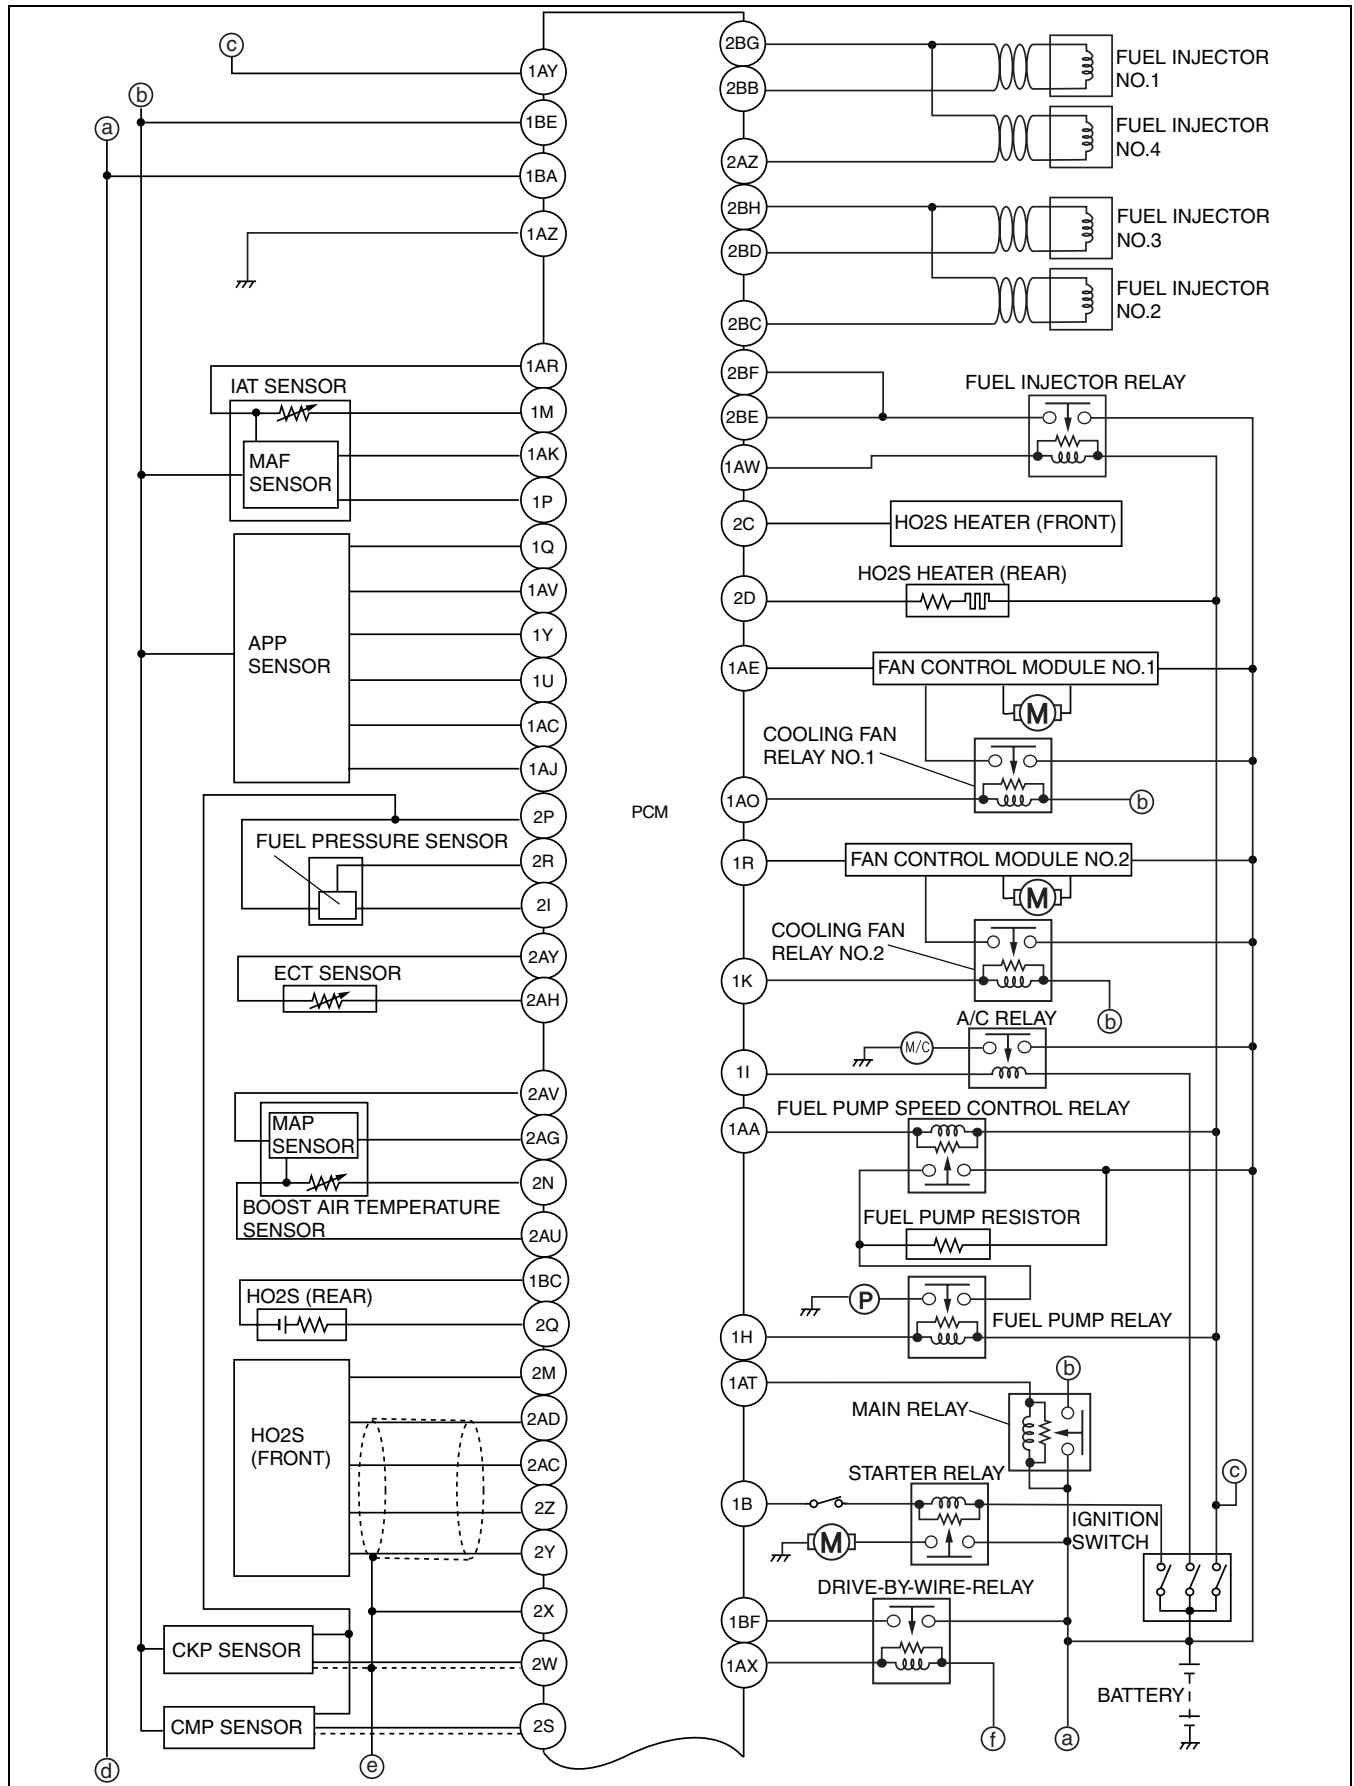 c
b
a
1AY
1BE
1BA
1AZ
1AR
IAT SENSOR
1M
MAF
SENSOR
1AK
1P
1Q
1AV
1Y
APP
SENSOR
1U
1AC
1AJ
2P
FUEL PRESSURE SENSOR
2R
2I
2AY
ECT SENSOR
2AH
2AV
MAP
SENSOR
2AG
2N
BOOST AIR TEMPERATURE
SENSOR
2AU
1BC
HO2S (REAR)
2Q
2M
2AD
HO2S
(FRONT)
2AC
2Z
2Y
2X
CKP SENSOR
2W
CMP SENSOR
2S
d
e
PCM
2BG
FUEL INJECTOR
NO.1
2BB
FUEL INJECTOR
NO.4
2AZ
2BH
FUEL INJECTOR
NO.3
2BD
FUEL INJECTOR
NO.2
2BC
2BF
FUEL INJECTOR RELAY
2BE
1AW
2C
HO2S HEATER (FRONT)
HO2S HEATER (REAR)
2D
1AE
FAN CONTROL MODULE NO.1
M
COOLING FAN
RELAY NO.1
1AO
b
1R
FAN CONTROL MODULE NO.2
M
COOLING FAN
RELAY NO.2
1K
b
A/C RELAY
M/C
1I
FUEL PUMP SPEED CONTROL RELAY
1AA
FUEL PUMP RESISTOR
P
FUEL PUMP RELAY
1H
b
1AT
MAIN RELAY
STARTER RELAY
c
1B
IGNITION
SWITCH
M
DRIVE-BY-WIRE-RELAY
1BF
1AX
BATTERY
f
a